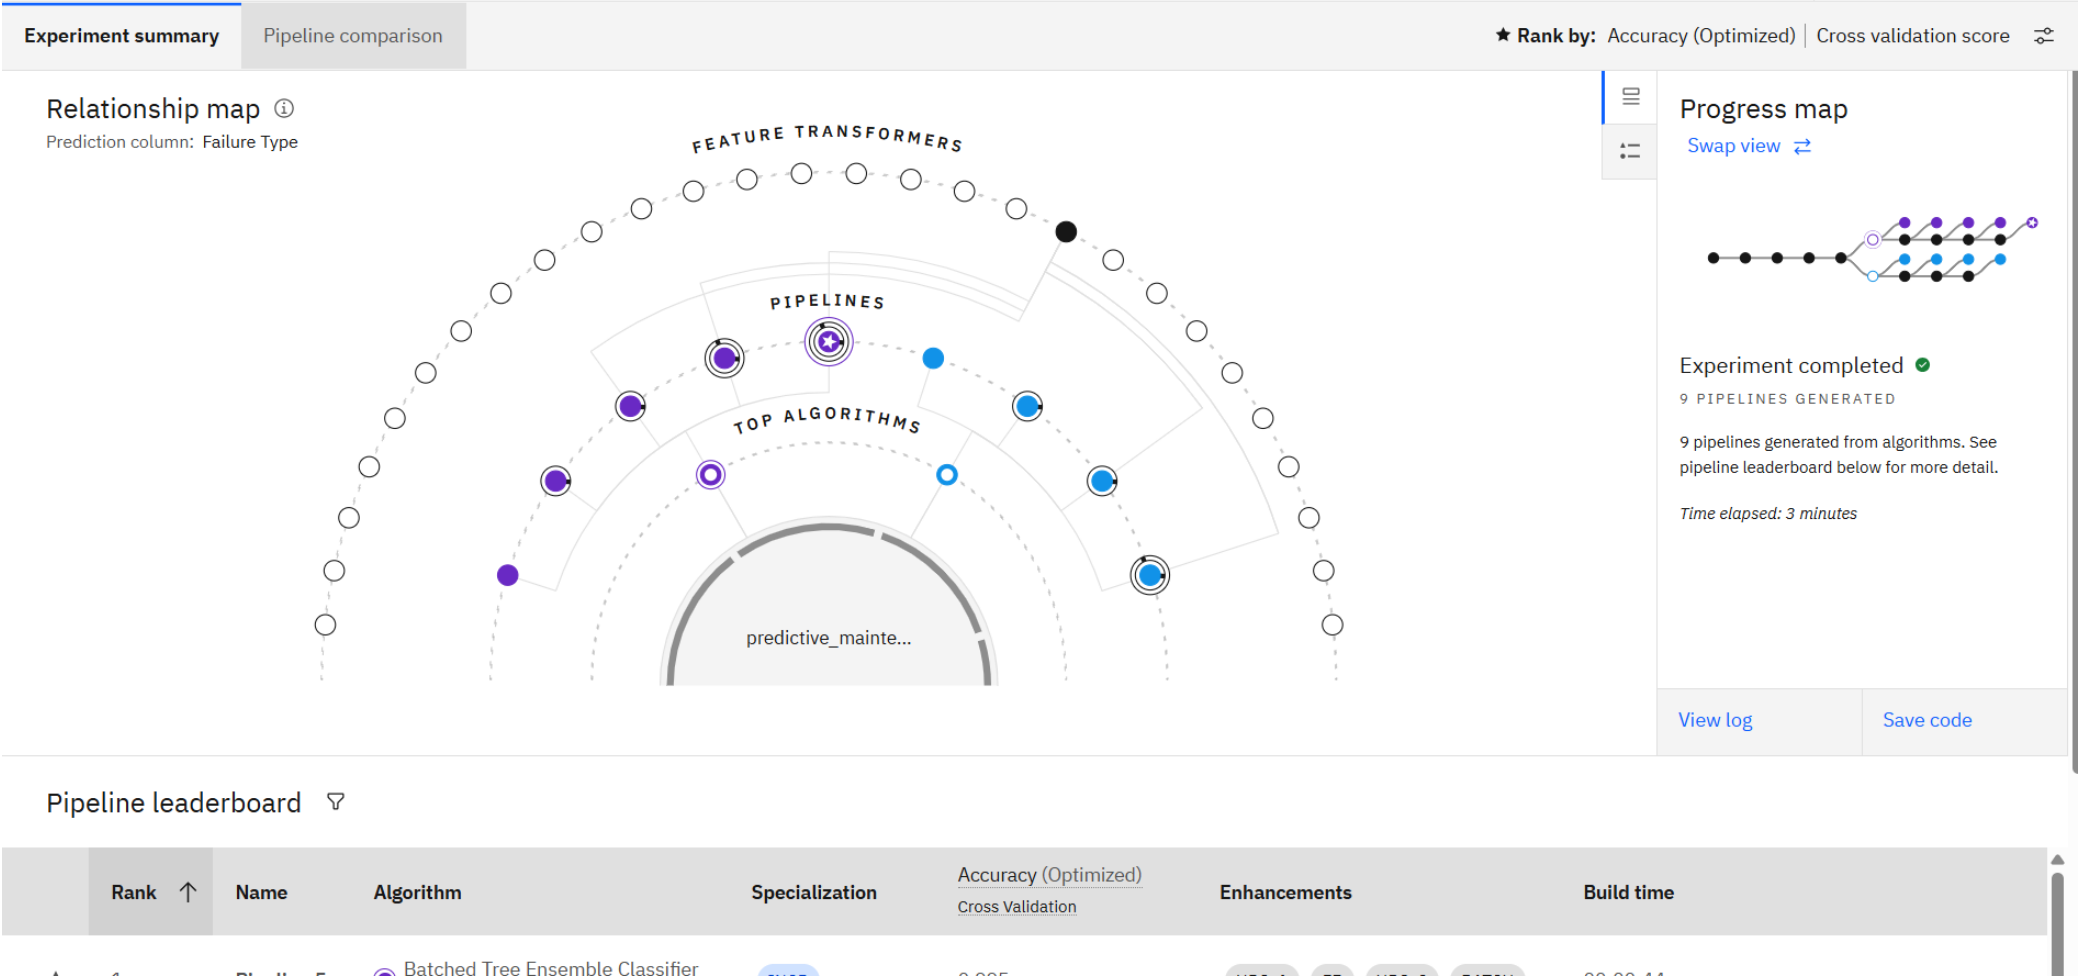 Experiment summary
Pipeline comparison
★ Rank by: Accuracy (Optimized) | Cross validation score
Relationship map
Prediction column: Failure Type
FEATURE TRANSFORMERS
PIPELINES
TOP ALGORITHMS
predictive_mainte...
Progress map
Swap view
Experiment completed
9 PIPELINES GENERATED
9 pipelines generated from algorithms. See
pipeline leaderboard below for more detail.
Time elapsed: 3 minutes
View log
Save code
Pipeline leaderboard
Rank
Name
Algorithm
Specialization
Accuracy (Optimized)
Cross Validation
Enhancements
Build time
Batched Tree Ensemble Classifier